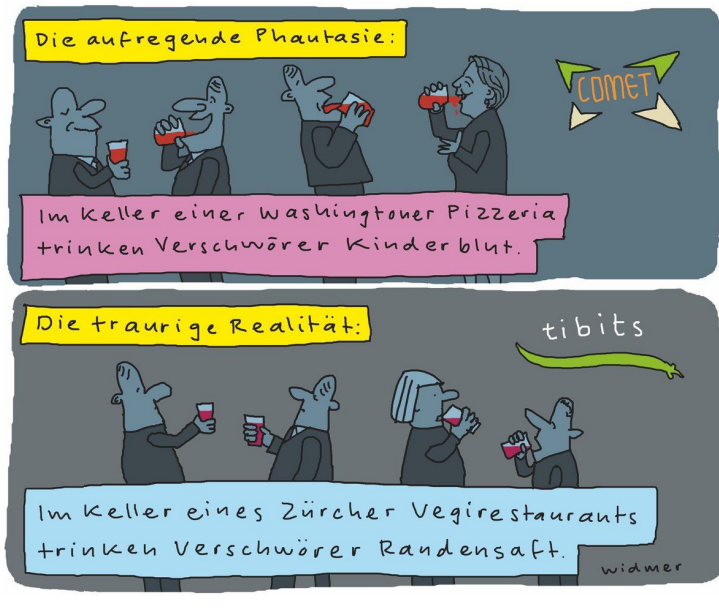 Die aufregende Phantasie:
COMET
Im Keller einer Washingtoner Pizzeria
trinken Verschwörer Kinderblut.
Die traurige Realität:
tibits
Im Keller eines Zürcher Vegirestaurants
trinken Verschwörer Randensaft.
widmer